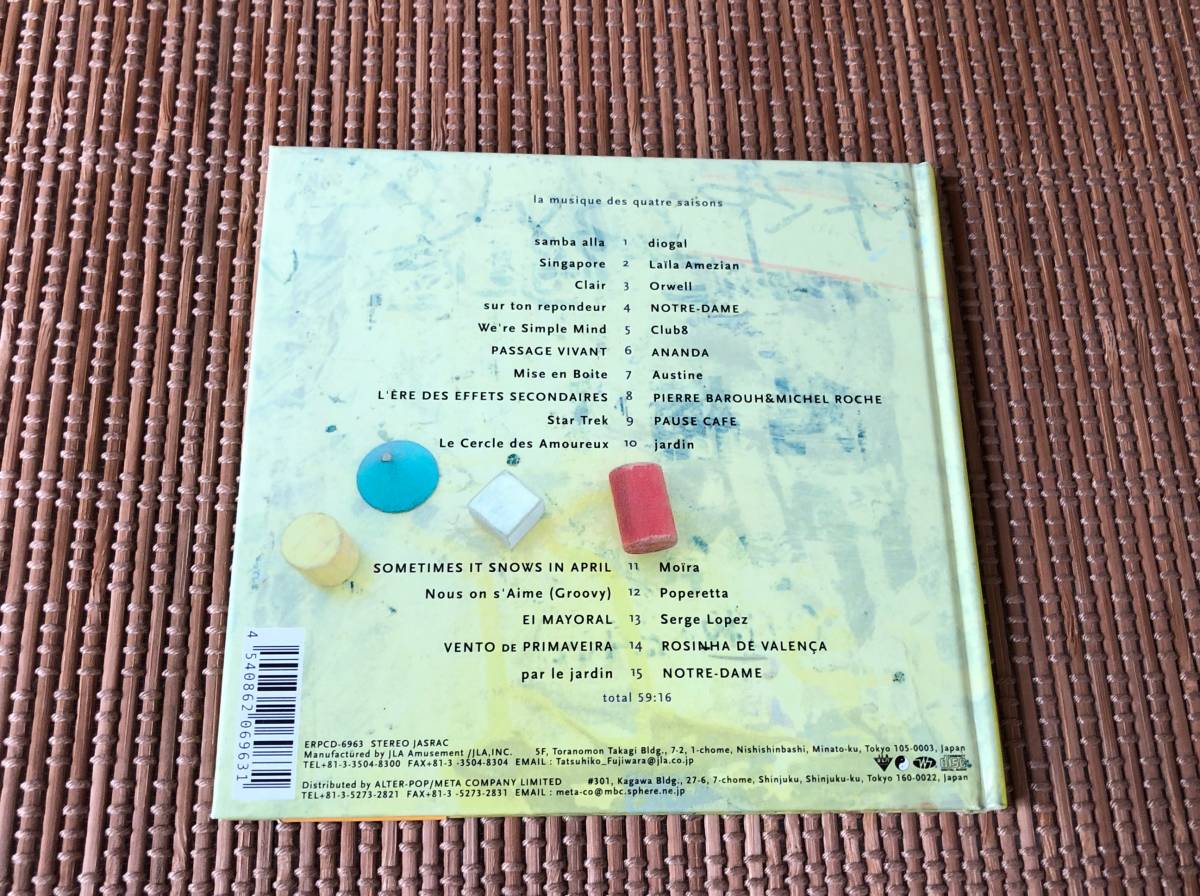 la musique des quatre saisons
samba alla 1 diogal
Singapore 2 Laïla Amezian
Clair 3 Orwell
sur ton repondeur 4 NOTRE-DAME
We're Simple Mind 5 Club8
PASSAGE VIVANT 6 ANANDA
Mise en Boite 7 Austine
L'ÈRE DES EFFETS SECONDAIRES 8 PIERRE BAROUH&MICHEL ROCHE
Star Trek 9 PAUSE CAFE
Le Cercle des Amoureux 10 jardin
SOMETIMES IT SNOWS IN APRIL 11 Moïra
Nous on s'Aime (Groovy) 12 Poperetta
El MAYORAL 13 Serge Lopez
VENTO DE PRIMAVEIRA 14 ROSINHA DE VALENÇA
par le jardin 15 NOTRE-DAME
total 59:16
4 540862 069631
ERPCD-6963 STEREO JASRAC
Manufactured by JLA Amusement /JLA,INC. 5F, Toranomon Takagi Bldg., 7-2, 1-chome, Nishishinbashi, Minato-ku, Tokyo 105-0003, Japan
TEL+81-3-3504-8300 FAX+81-3 -3504-8304 EMAIL : Tatsuhiko_Fujiwara@jla.co.jp
Distributed by ALTER-POP/META COMPANY LIMITED #301, Kagawa Bldg., 27-6, 7-chome, Shinjuku, Shinjuku-ku, Tokyo 160-0022, Japan
TEL+81-3-5273-2821 FAX+81-3 -5273-2831 EMAIL : meta-co@mbc.sphere.ne.jp